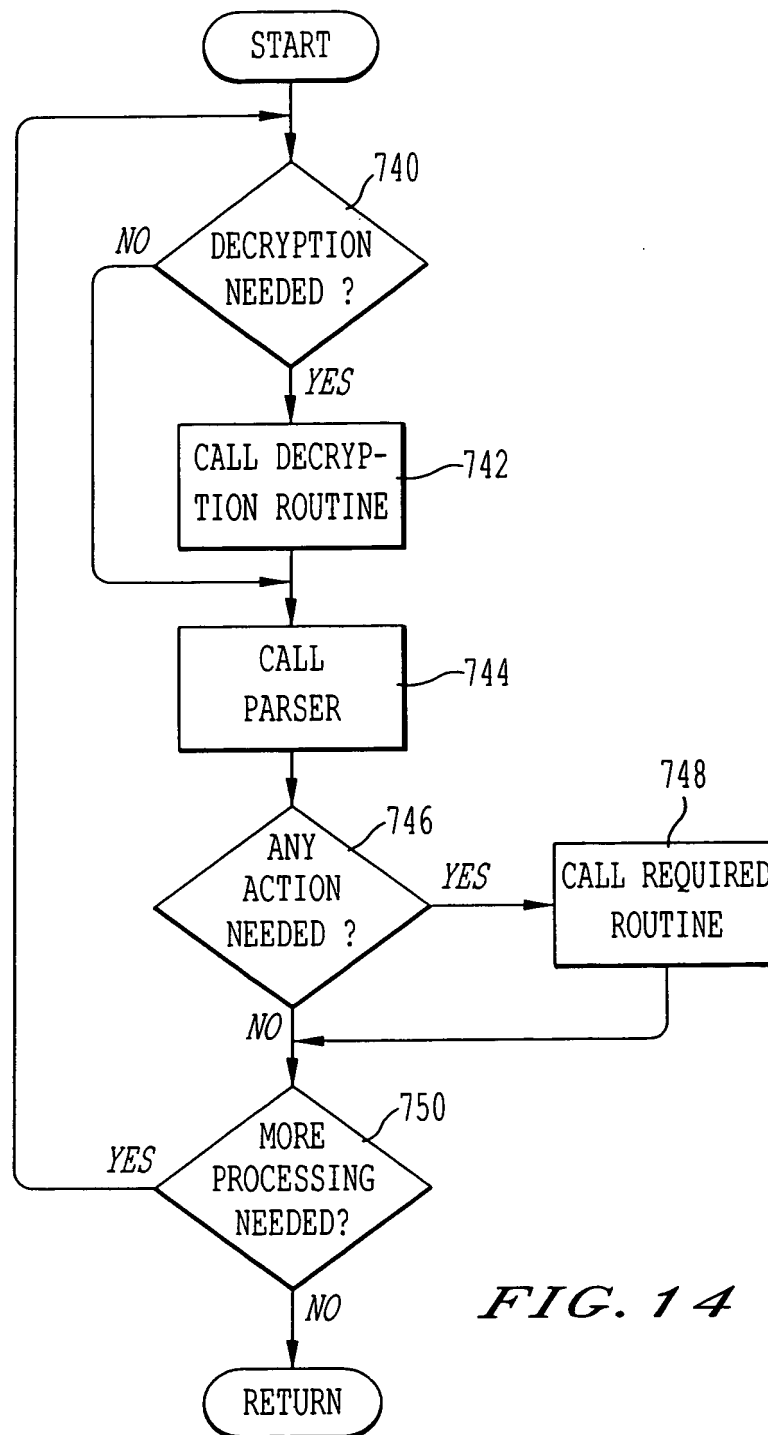 START
740
NO
DECRYPTION
NEEDED ?
YES
CALL DECRYP-
TION ROUTINE
742
CALL
PARSER
744
746
748
ANY
ACTION
NEEDED ?
YES
CALL REQUIRED
ROUTINE
NO
750
YES
MORE
PROCESSING
NEEDED?
NO
FIG. 14
RETURN